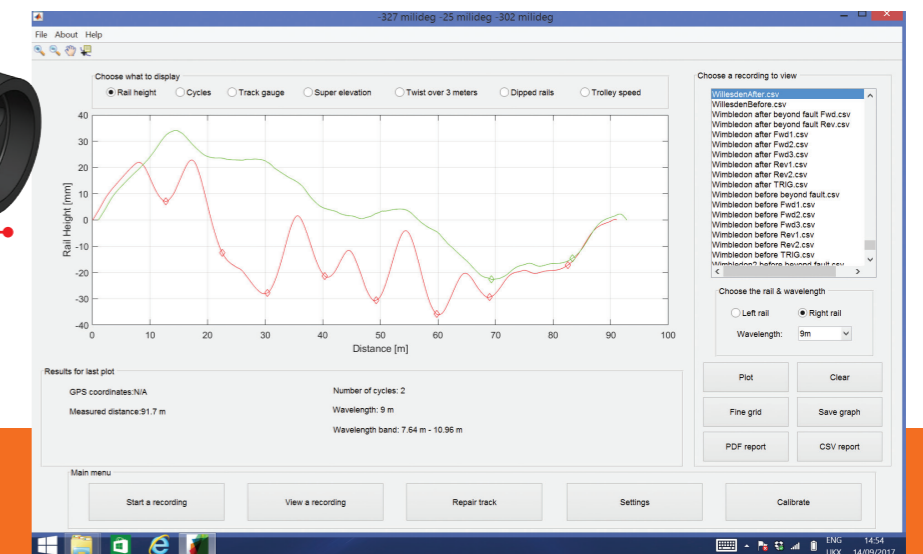 -327 milideg -25 milideg -302 milideg
File About Help
Choose what to display
Rail height Cycles Track gauge Super elevation Twist over 3 meters Dipped rails Trolley speed
40
30
20
10
0
-10
-20
-30
-40
Rail Height [mm]
0 10 20 30 40 50 60 70 80 90 100
Distance [m]
Choose a recording to view
WillesdenAfter.csv
WillesdenBefore.csv
Wimbledon after beyond fault Fwd.csv
Wimbledon after beyond fault Rev.csv
Wimbledon after Fwd1.csv
Wimbledon after Fwd2.csv
Wimbledon after Fwd3.csv
Wimbledon after Rev1.csv
Wimbledon after Rev2.csv
Wimbledon after TRIG.csv
Wimbledon before beyond fault.csv
Wimbledon before Fwd1.csv
Wimbledon before Fwd2.csv
Wimbledon before Fwd3.csv
Wimbledon before Rev1.csv
Wimbledon before Rev2.csv
Wimbledon before TRIG.csv
Wimbledon2 before beyond fault.csv
Choose the rail & wavelength
Left rail Right rail
Wavelength: 9m
Results for last plot
GPS coordinates:N/A
Measured distance:91.7 m
Number of cycles: 2
Wavelength: 9 m
Wavelength band: 7.64 m - 10.96 m
Plot Clear
Fine grid Save graph
PDF report CSV report
Main menu
Start a recording View a recording Repair track Settings Calibrate
ENG 14:54
UKX 14/09/2017